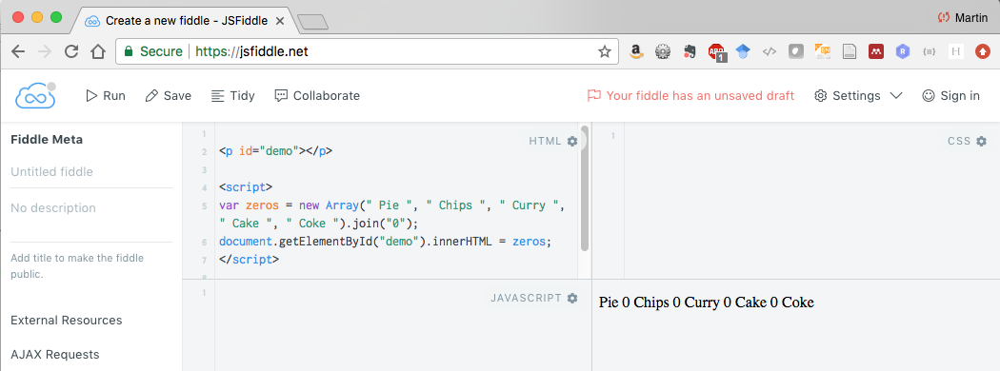 Create a new fiddle - JSFiddle
Martin
Secure
https://jsfiddle.net
ABP
1
EN
R
{≡}
H
Run
Save
Tidy
Collaborate
Your fiddle has an unsaved draft
Settings
Sign in
Fiddle Meta
Untitled fiddle
No description
Add title to make the fiddle
public.
External Resources
AJAX Requests
HTML
1
2 <p id="demo"></p>
3
4 <script>
5 var zeros = new Array(" Pie ", " Chips ", " Curry ",
" Cake ", " Coke ").join("0");
6 document.getElementById("demo").innerHTML = zeros;
7 </script>
8
CSS
1
JAVASCRIPT
1
Pie 0 Chips 0 Curry 0 Cake 0 Coke